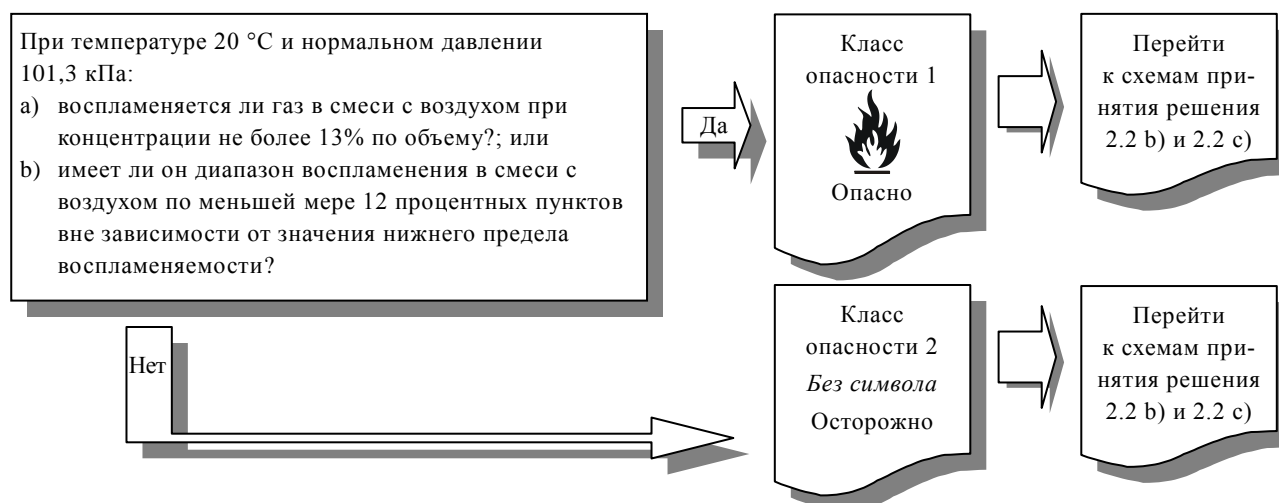 При температуре 20 °C и нормальном давлении
101,3 кПа:
a) воспламеняется ли газ в смеси с воздухом при
концентрации не более 13% по объему?; или
b) имеет ли он диапазон воспламенения в смеси с
воздухом по меньшей мере 12 процентных пунктов
вне зависимости от значения нижнего предела
воспламеняемости?
Да
Класс
опасности 1
Опасно
Перейти
к схемам при-
нятия решения
2.2 b) и 2.2 c)
Нет
Класс
опасности 2
Без символа
Осторожно
Перейти
к схемам при-
нятия решения
2.2 b) и 2.2 c)